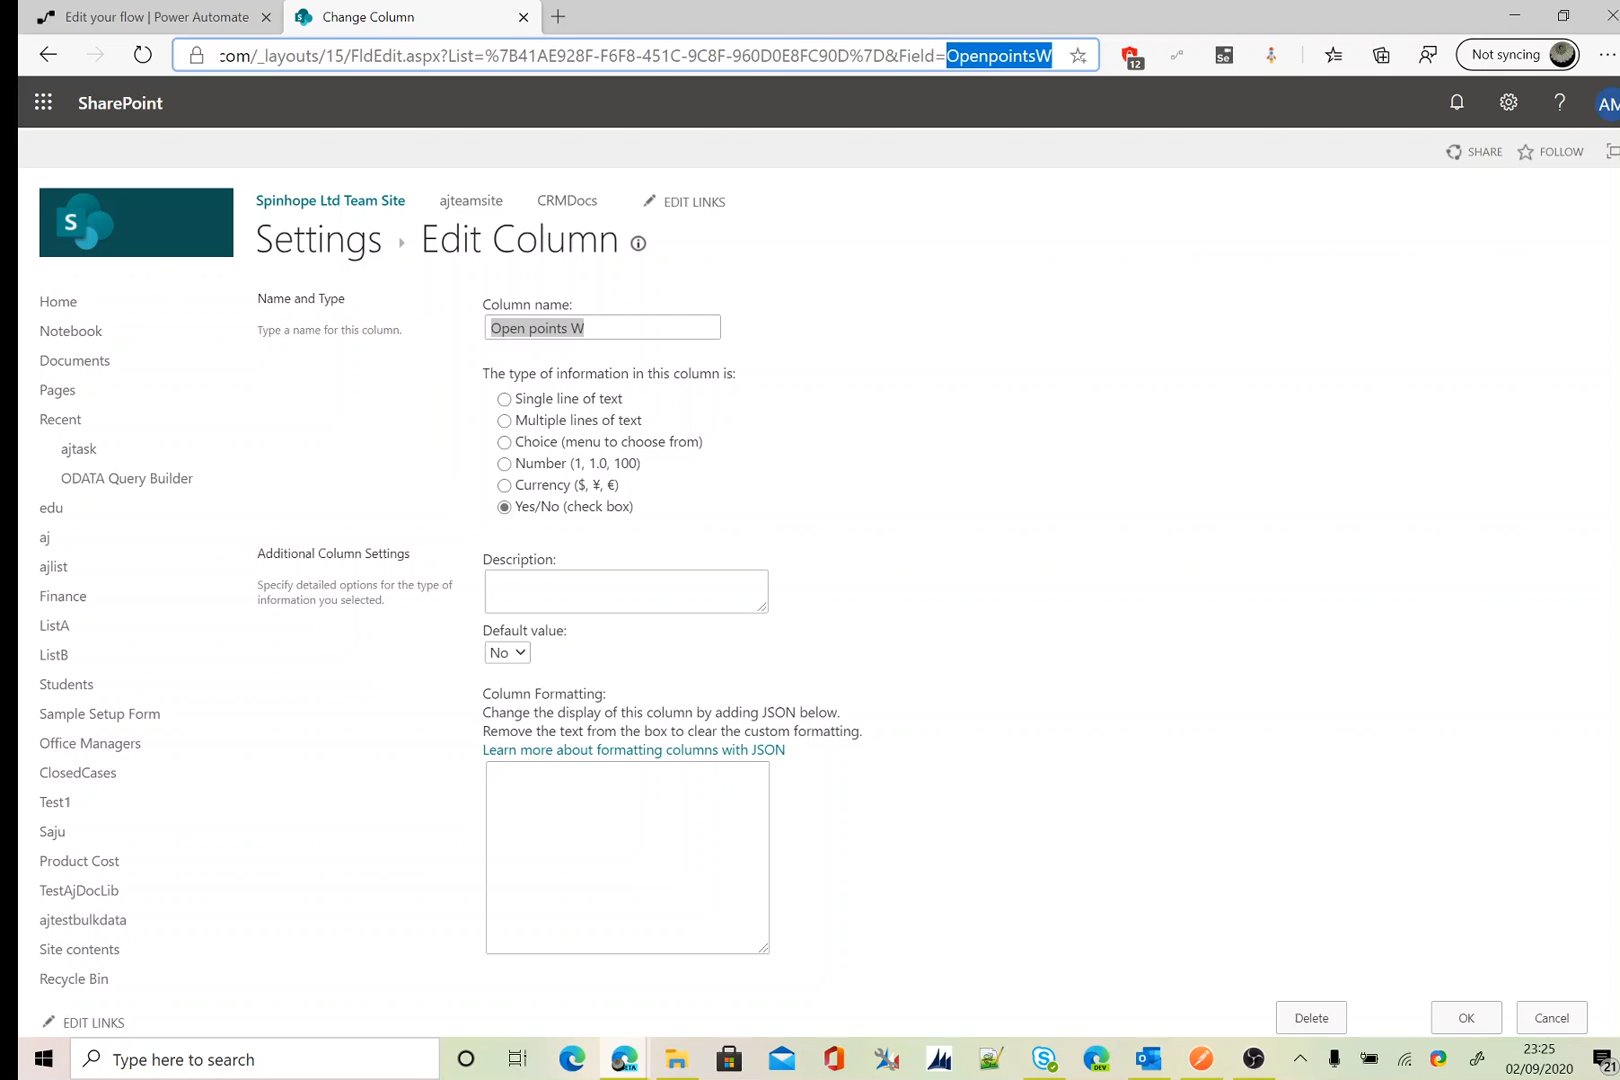 Edit your flow | Power Automate
Change Column
com/_layouts/15/FldEdit.aspx?List=%7B41AE928F-F6F8-451C-9C8F-960D0E8FC90D%7D&Field=OpenpointsW
12
Se
Not syncing
SharePoint
?
AM
SHARE
FOLLOW
S
Spinhope Ltd Team Site
ajteamsite
CRMDocs
EDIT LINKS
Settings
Edit Column
Home
Notebook
Documents
Pages
Recent
ajtask
ODATA Query Builder
edu
aj
ajlist
Finance
ListA
ListB
Students
Sample Setup Form
Office Managers
ClosedCases
Test1
Saju
Product Cost
TestAjDocLib
ajtestbulkdata
Site contents
Recycle Bin
EDIT LINKS
Name and Type
Type a name for this column.
Column name:
Open points W
The type of information in this column is:
Single line of text
Multiple lines of text
Choice (menu to choose from)
Number (1, 1.0, 100)
Currency ($, ¥, €)
Yes/No (check box)
Additional Column Settings
Specify detailed options for the type of
information you selected.
Description:
Default value:
No
Column Formatting:
Change the display of this column by adding JSON below.
Remove the text from the box to clear the custom formatting.
Learn more about formatting columns with JSON
Delete
OK
Cancel
Type here to search
BETA
DEV
23:25
02/09/2020
21